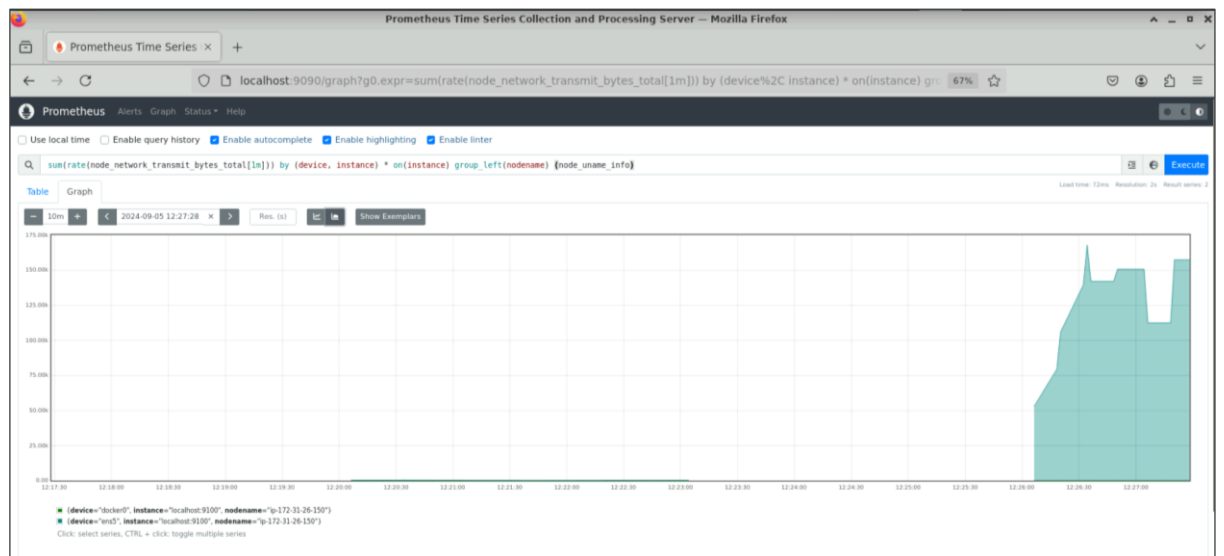 Prometheus Time Series Collection and Processing Server — Mozilla Firefox
Prometheus Time Series × +
localhost:9090/graph?g0.expr=sum(rate(node_network_transmit_bytes_total[1m])) by (device%2C instance) * on(instance) gr 67%
Prometheus Alerts Graph Status Help
Use local time Enable query history Enable autocomplete Enable highlighting Enable linter
sum(rate(node_network_transmit_bytes_total[1m])) by (device, instance) * on(instance) group_left(nodename) (node_uname_info) Execute
Load time: 72ms Resolution: 2s Result series: 2
Table Graph
− 10m + 2024-09-05 12:27:28 × Res. (s) Show Exemplars
175.00k
150.00k
125.00k
100.00k
75.00k
50.00k
25.00k
0.00
12:17:30 12:18:00 12:18:30 12:19:00 12:19:30 12:20:00 12:20:30 12:21:00 12:21:30 12:22:00 12:22:30 12:23:00 12:23:30 12:24:00 12:24:30 12:25:00 12:25:30 12:26:00 12:26:30 12:27:00
{device="docker0", instance="localhost:9100", nodename="ip-172-31-26-150"}
{device="ens5", instance="localhost:9100", nodename="ip-172-31-26-150"}
Click: select series, CTRL + click: toggle multiple series